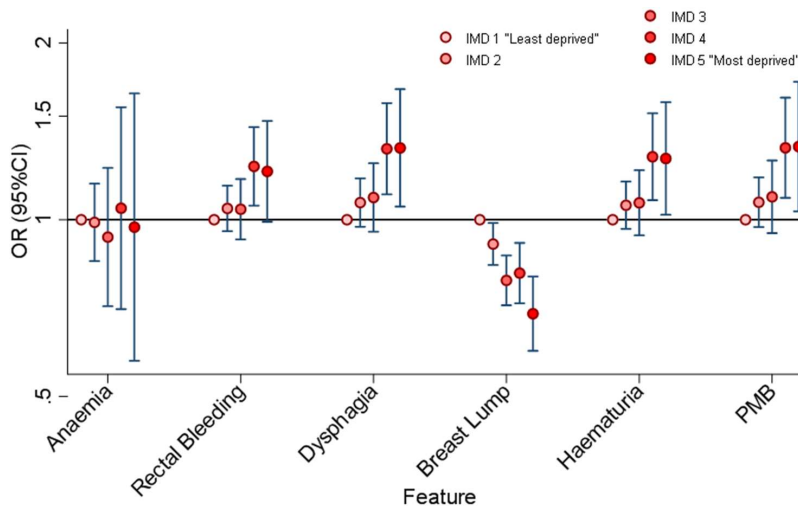 IMD 1 "Least deprived"
IMD 2
IMD 3
IMD 4
IMD 5 "Most deprived"
OR (95%CI)
2
1.5
1
.5
Anaemia
Rectal Bleeding
Dysphagia
Breast Lump
Haematuria
PMB
Feature